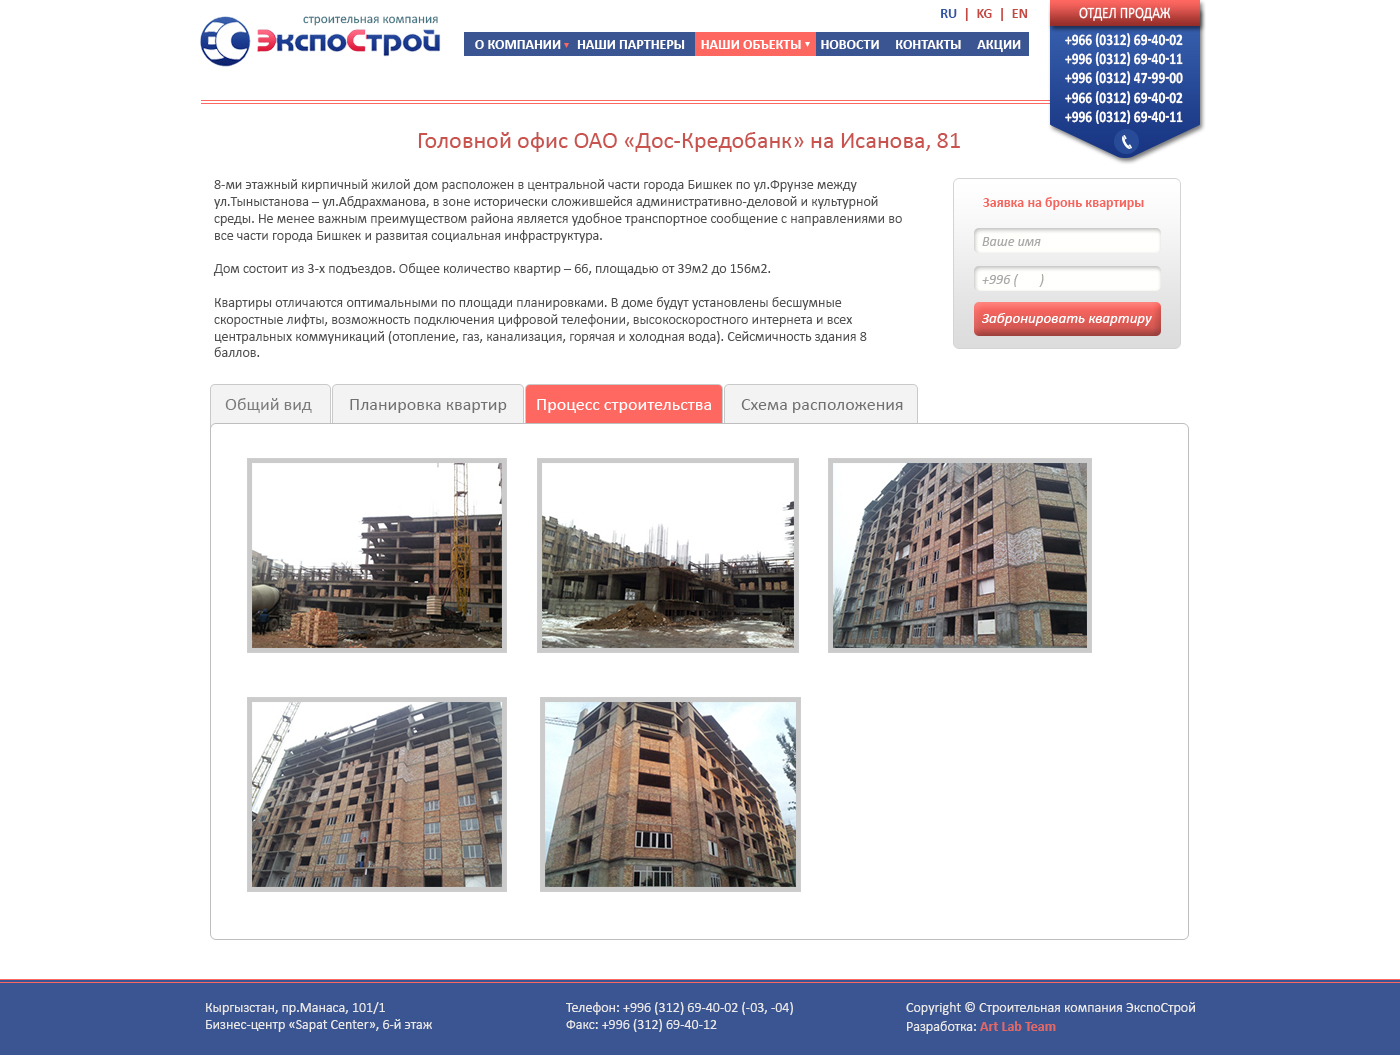 строительная компания
ЭкспоСтрой
RU | KG | EN
О КОМПАНИИ НАШИ ПАРТНЕРЫ НАШИ ОБЪЕКТЫ НОВОСТИ КОНТАКТЫ АКЦИИ
ОТДЕЛ ПРОДАЖ
+966 (0312) 69-40-02
+996 (0312) 69-40-11
+996 (0312) 47-99-00
+966 (0312) 69-40-02
+996 (0312) 69-40-11
Головной офис ОАО «Дос-Кредобанк» на Исанова, 81
8-ми этажный кирпичный жилой дом расположен в центральной части города Бишкек по ул.Фрунзе между
ул.Тыныстанова – ул.Абдрахманова, в зоне исторически сложившейся административно-деловой и культурной
среды. Не менее важным преимуществом района является удобное транспортное сообщение с направлениями во
все части города Бишкек и развитая социальная инфраструктура.
Дом состоит из 3-х подъездов. Общее количество квартир – 66, площадью от 39м2 до 156м2.
Квартиры отличаются оптимальными по площади планировками. В доме будут установлены бесшумные
скоростные лифты, возможность подключения цифровой телефонии, высокоскоростного интернета и всех
центральных коммуникаций (отопление, газ, канализация, горячая и холодная вода). Сейсмичность здания 8
баллов.
Заявка на бронь квартиры
Ваше имя
+996 ( )
Забронировать квартиру
Общий вид
Планировка квартир
Процесс строительства
Схема расположения
Кыргызстан, пр.Манаса, 101/1
Бизнес-центр «Sapat Center», 6-й этаж
Телефон: +996 (312) 69-40-02 (-03, -04)
Факс: +996 (312) 69-40-12
Copyright © Строительная компания ЭкспоСтрой
Разработка: Art Lab Team